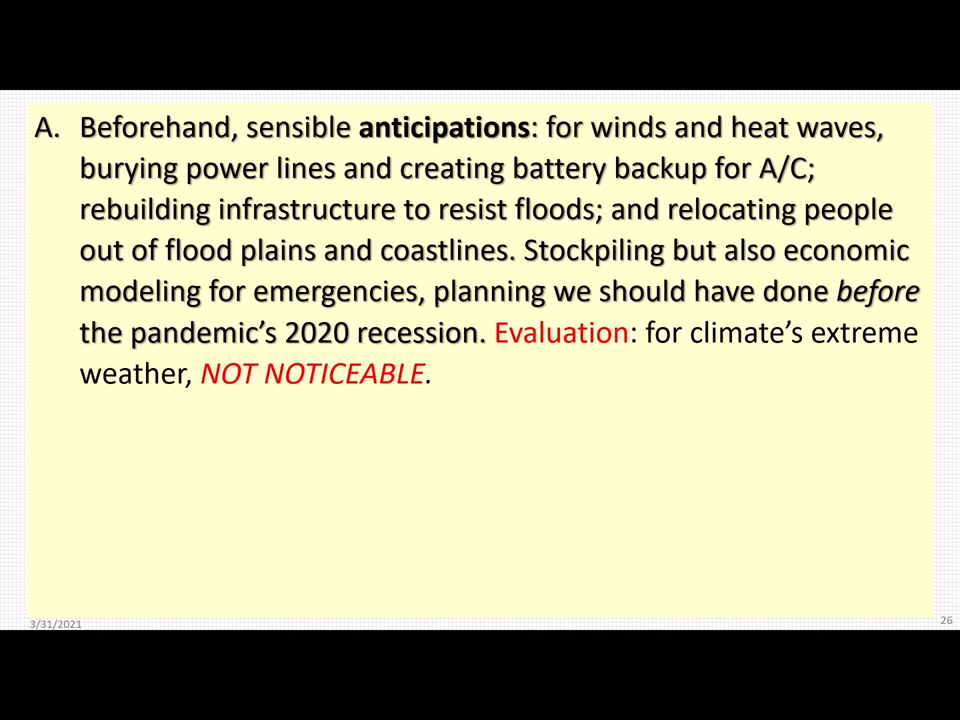 A. Beforehand, sensible anticipations: for winds and heat waves,
burying power lines and creating battery backup for A/C;
rebuilding infrastructure to resist floods; and relocating people
out of flood plains and coastlines. Stockpiling but also economic
modeling for emergencies, planning we should have done before
the pandemic’s 2020 recession. Evaluation: for climate’s extreme
weather, NOT NOTICEABLE.
3/31/2021
26